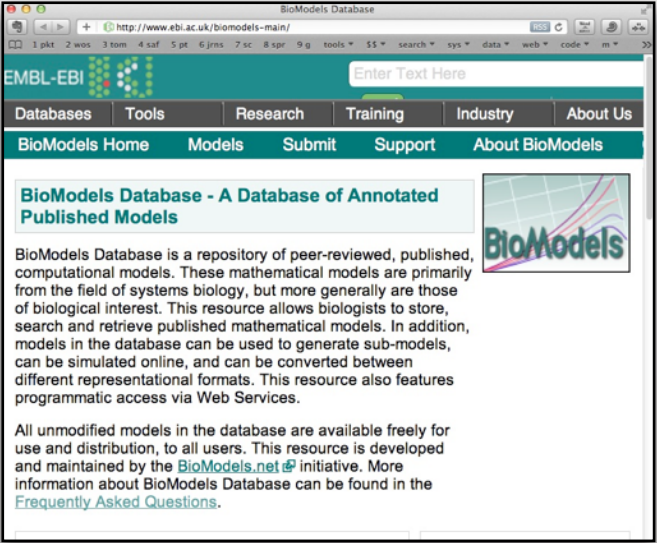 BioModels Database
http://www.ebi.ac.uk/biomodels-main/
RSS
1 pkt 2 wos 3 tom 4 saf 5 pt 6 jrns 7 sc 8 spr 9 g tools $$ search sys data web code m
EMBL-EBI
Enter Text Here
Databases Tools Research Training Industry About Us
BioModels Home Models Submit Support About BioModels
BioModels Database - A Database of Annotated
Published Models
BioModels
BioModels Database is a repository of peer-reviewed, published,
computational models. These mathematical models are primarily
from the field of systems biology, but more generally are those
of biological interest. This resource allows biologists to store,
search and retrieve published mathematical models. In addition,
models in the database can be used to generate sub-models,
can be simulated online, and can be converted between
different representational formats. This resource also features
programmatic access via Web Services.
All unmodified models in the database are available freely for
use and distribution, to all users. This resource is developed
and maintained by the BioModels.net initiative. More
information about BioModels Database can be found in the
Frequently Asked Questions.